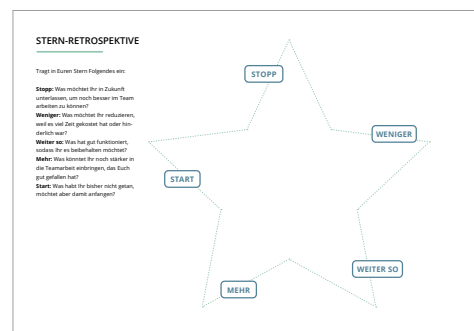 STERN-RETROSPEKTIVE
Tragt in Euren Stern Folgendes ein:
Stopp: Was möchtet Ihr in Zukunft
unterlassen, um noch besser im Team
arbeiten zu können?
Weniger: Was möchtet Ihr reduzieren,
weil es viel Zeit gekostet hat oder hin-
derlich war?
Weiter so: Was hat gut funktioniert,
sodass Ihr es beibehalten möchtet?
Mehr: Was könntet Ihr noch stärker in
die Teamarbeit einbringen, das Euch
gut gefallen hat?
Start: Was habt Ihr bisher nicht getan,
möchtet aber damit anfangen?
STOPP
WENIGER
START
WEITER SO
MEHR